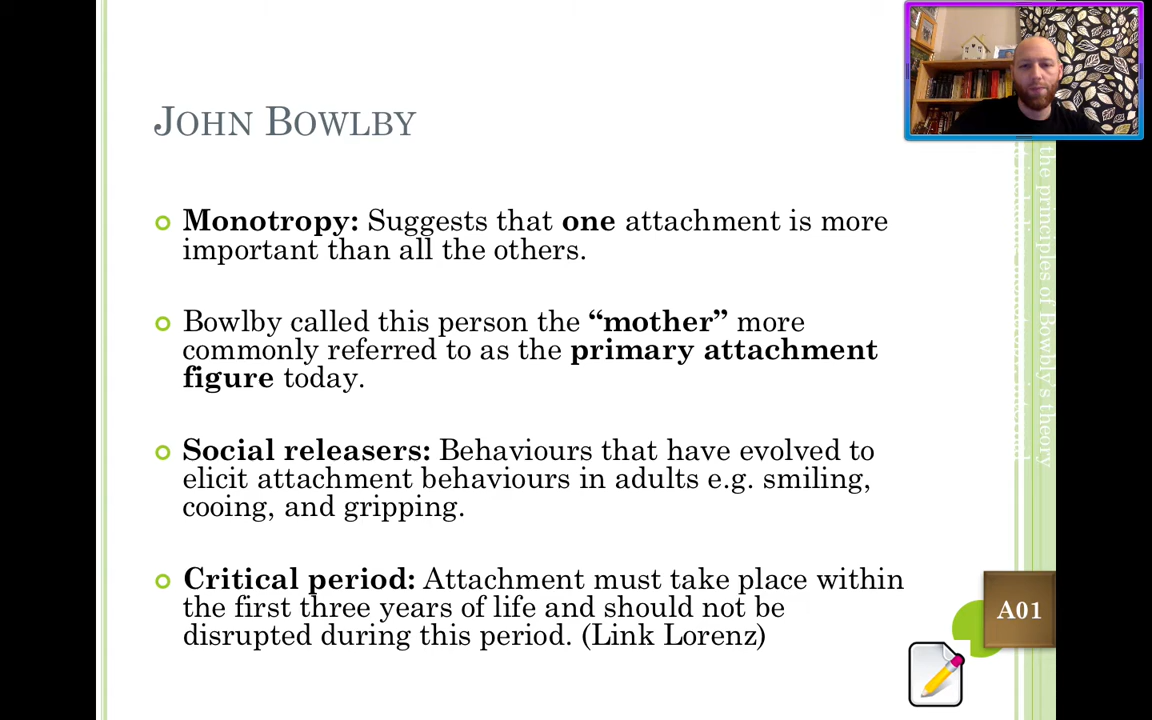 JOHN BOWLBY
Monotropy: Suggests that one attachment is more
important than all the others.
Bowlby called this person the “mother” more
commonly referred to as the primary attachment
figure today.
Social releasers: Behaviours that have evolved to
elicit attachment behaviours in adults e.g. smiling,
cooing, and gripping.
Critical period: Attachment must take place within
the first three years of life and should not be
disrupted during this period. (Link Lorenz)
the principles of Bowbly’s theory
A01